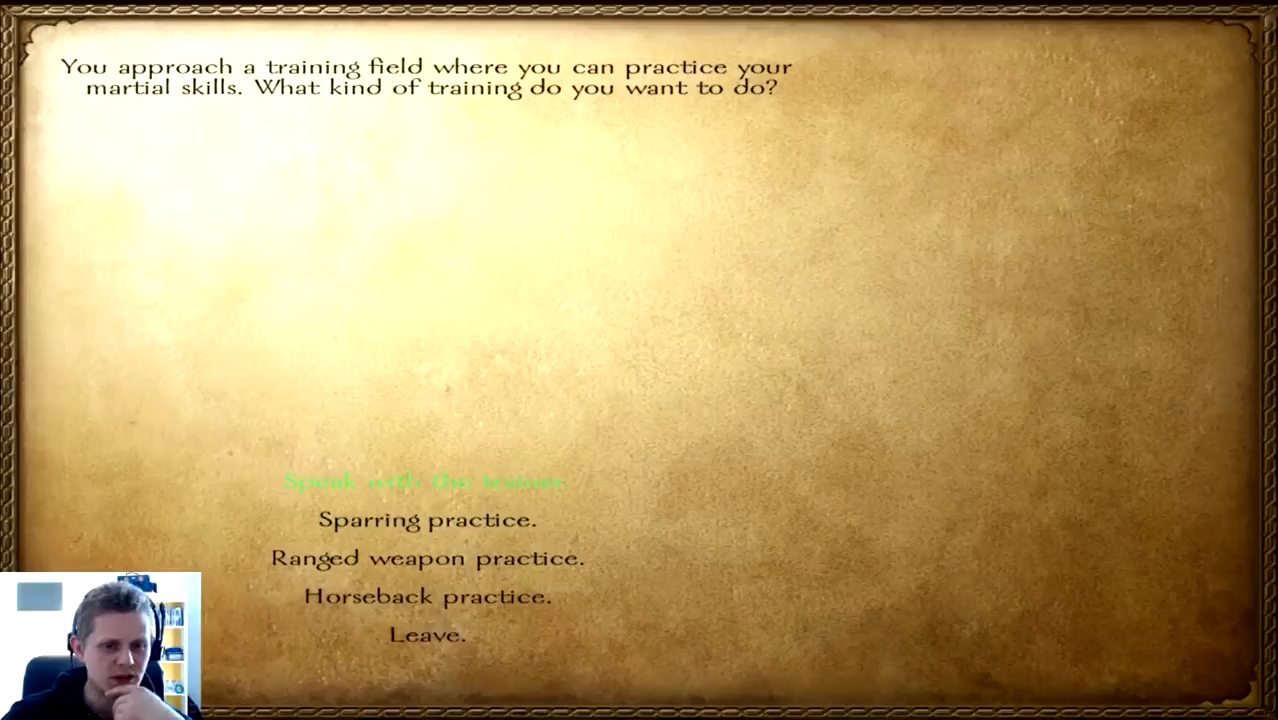 You approach a training field where you can practice your
martial skills. What kind of training do you want to do?
Speak with the trainer.
Sparring practice.
Ranged weapon practice.
Horseback practice.
Leave.